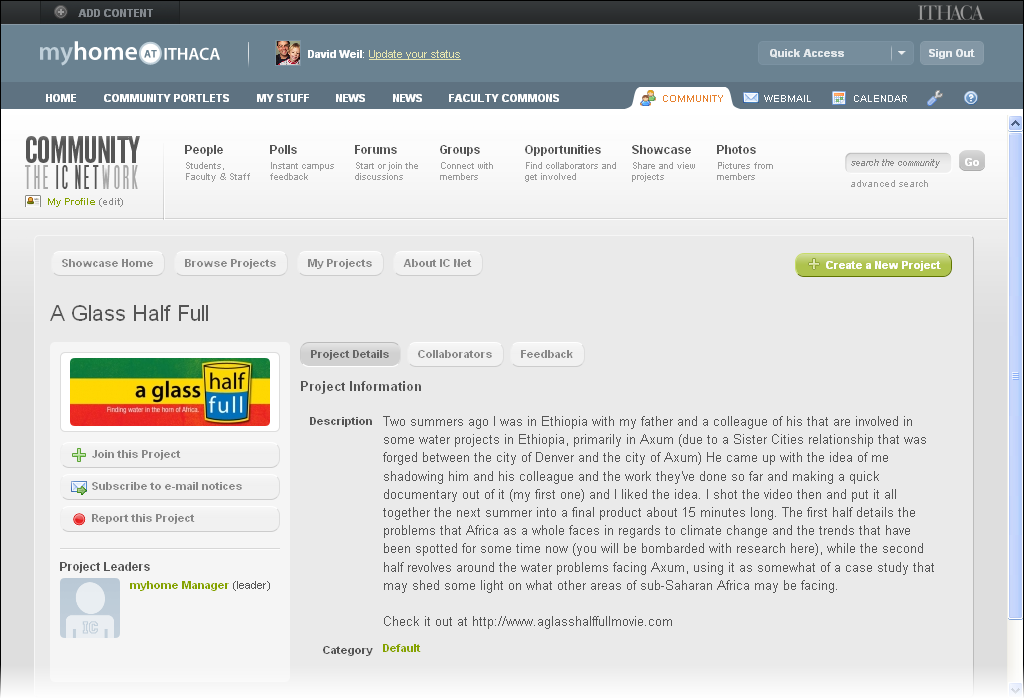 ADD CONTENT
ITHACA
myhome AT ITHACA
David Weil: Update your status
Quick Access
Sign Out
HOME
COMMUNITY PORTLETS
MY STUFF
NEWS
NEWS
FACULTY COMMONS
COMMUNITY
WEBMAIL
CALENDAR
COMMUNITY
THE IC NETWORK
My Profile (edit)
People
Students,
Faculty & Staff
Polls
Instant campus
feedback
Forums
Start or join the
discussions
Groups
Connect with
members
Opportunities
Find collaborators and
get involved
Showcase
Share and view
projects
Photos
Pictures from
members
search the community
Go
advanced search
Showcase Home
Browse Projects
My Projects
About IC Net
Create a New Project
A Glass Half Full
a glass half full
Finding water in the horn of Africa.
Join this Project
Subscribe to e-mail notices
Report this Project
Project Leaders
myhome Manager (leader)
IC
Project Details
Collaborators
Feedback
Project Information
Description
Two summers ago I was in Ethiopia with my father and a colleague of his that are involved in
some water projects in Ethiopia, primarily in Axum (due to a Sister Cities relationship that was
forged between the city of Denver and the city of Axum) He came up with the idea of me
shadowing him and his colleague and the work they've done so far and making a quick
documentary out of it (my first one) and I liked the idea. I shot the video then and put it all
together the next summer into a final product about 15 minutes long. The first half details the
problems that Africa as a whole faces in regards to climate change and the trends that have
been spotted for some time now (you will be bombarded with research here), while the second
half revolves around the water problems facing Axum, using it as somewhat of a case study that
may shed some light on what other areas of sub-Saharan Africa may be facing.
Check it out at http://www.aglasshalffullmovie.com
Category
Default